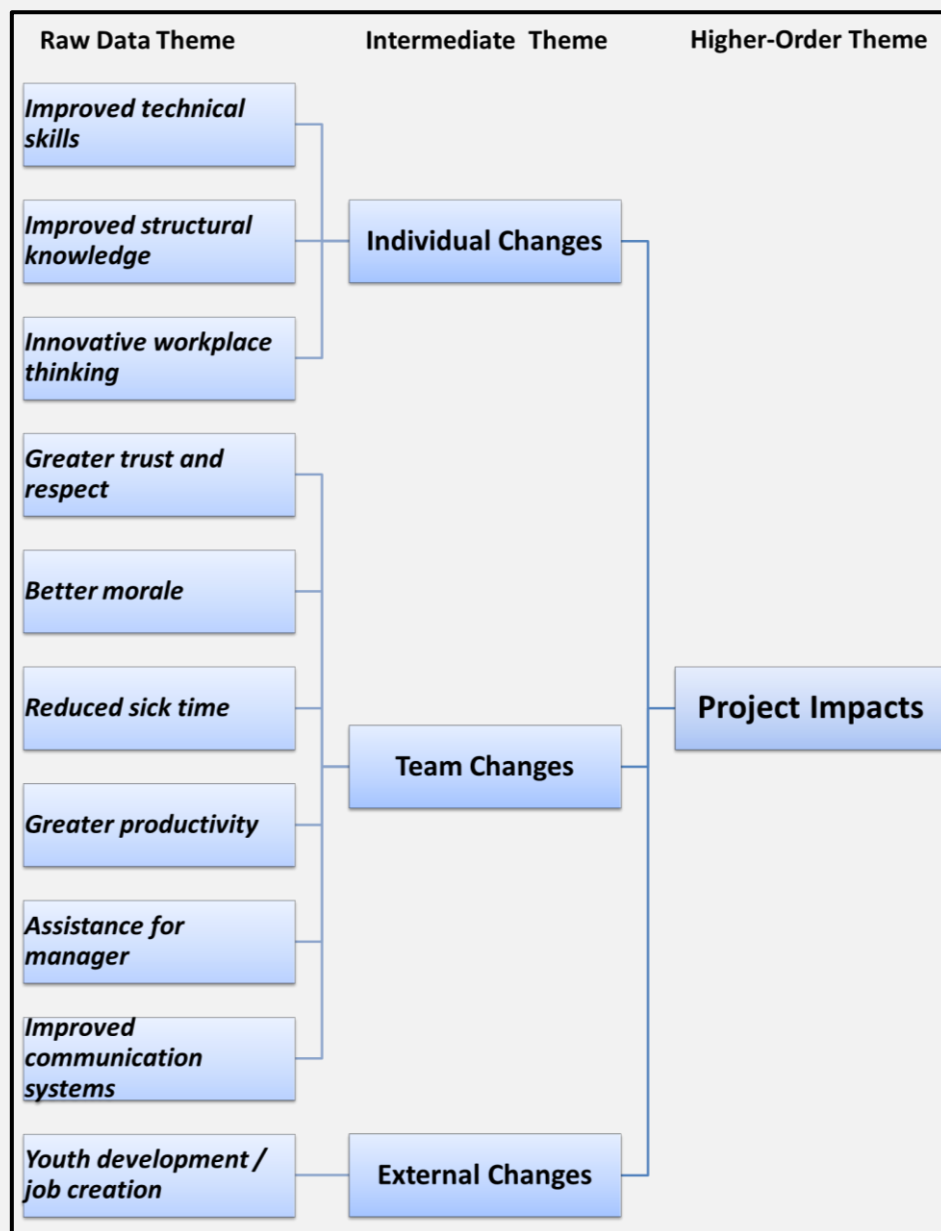 Raw Data Theme
Intermediate Theme
Higher-Order Theme
Improved technical
skills
Improved structural
knowledge
Individual Changes
Innovative workplace
thinking
Greater trust and
respect
Better morale
Reduced sick time
Project Impacts
Team Changes
Greater productivity
Assistance for
manager
Improved
communication
systems
Youth development /
job creation
External Changes